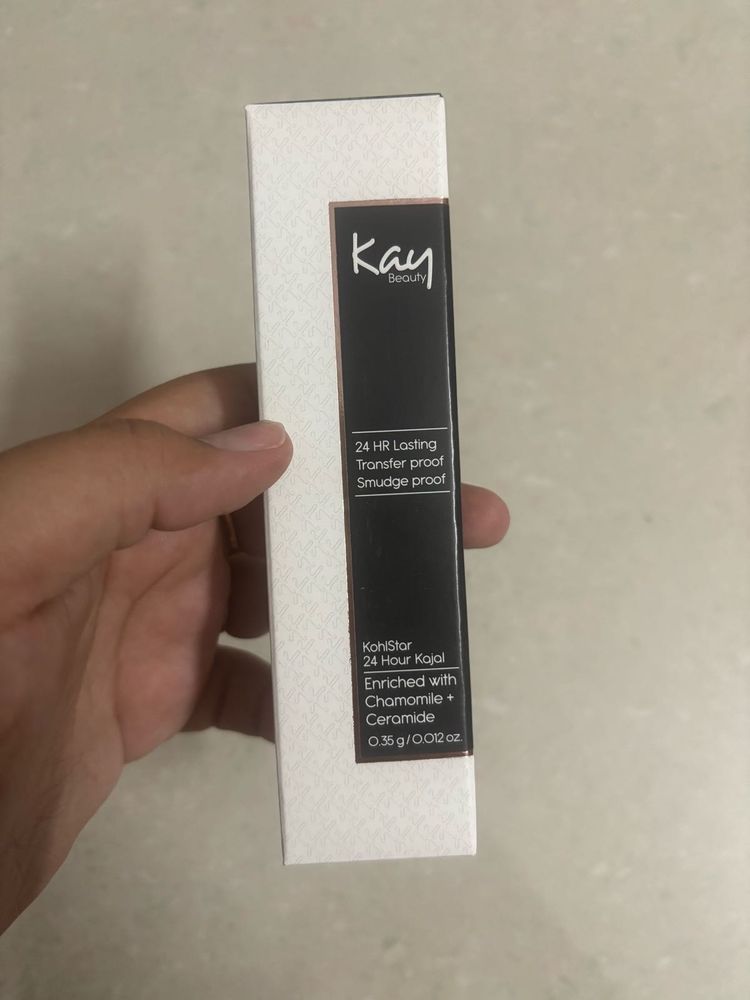 Kay
Beauty
24 HR Lasting
Transfer proof
Smudge proof
KohlStar
24 Hour Kajal
Enriched with
Chamomile +
Ceramide
0.35 g / 0.012 oz.